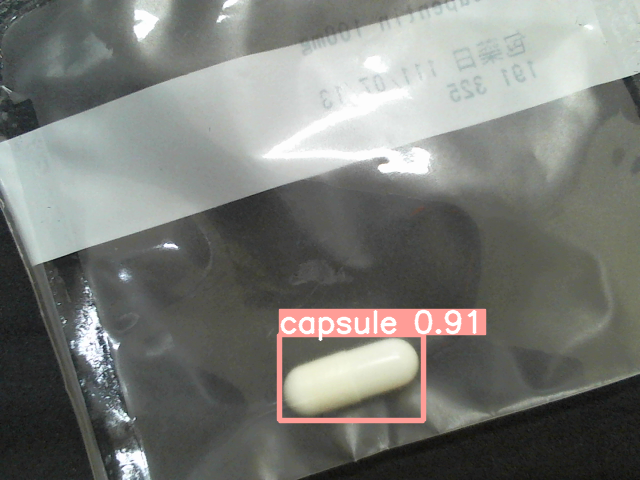 apentin 100mg
包藥日 111.07.13
191 325
capsule 0.91